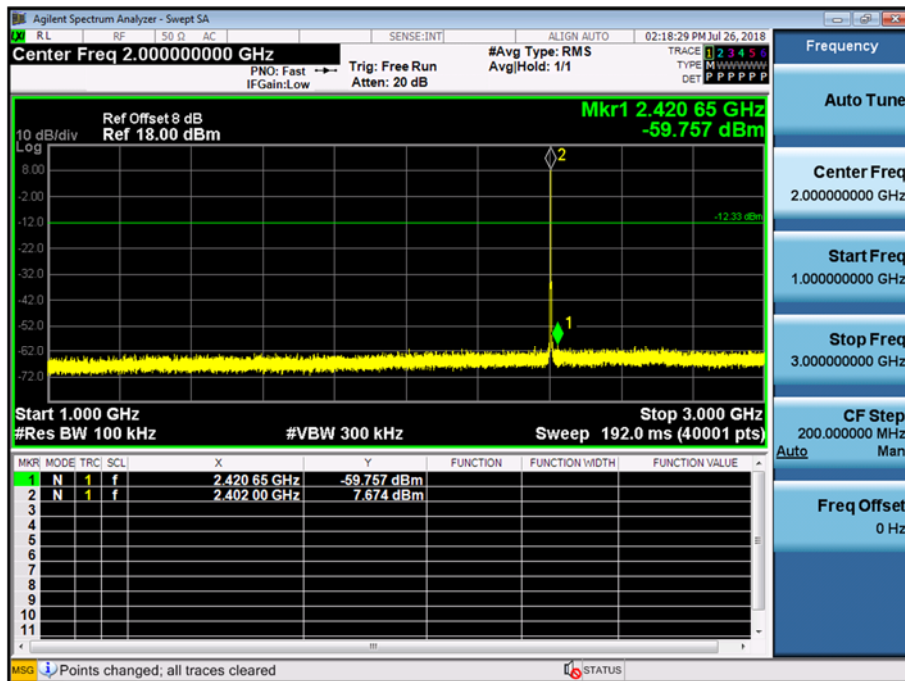 Agilent Spectrum Analyzer - Swept SA
LXI RL RF 50 Ω AC SENSE:INT ALIGN AUTO 02:18:29 PM Jul 26, 2018
Center Freq 2.000000000 GHz
PNO: Fast
IFGain:Low
Trig: Free Run
Atten: 20 dB
#Avg Type: RMS
Avg|Hold: 1/1
TRACE 1 2 3 4 5 6
TYPE M W W W W W
DET P P P P P P
Mkr1 2.420 65 GHz
-59.757 dBm
Ref Offset 8 dB
10 dB/div Ref 18.00 dBm
Log
2
8.00
-2.00
-12.0
-12.33 dBm
-22.0
-32.0
-42.0
-52.0
1
-62.0
-72.0
Start 1.000 GHz Stop 3.000 GHz
#Res BW 100 kHz #VBW 300 kHz Sweep 192.0 ms (40001 pts)
MKR MODE TRC SCL X Y FUNCTION FUNCTION WIDTH FUNCTION VALUE
1 N 1 f 2.420 65 GHz -59.757 dBm
2 N 1 f 2.402 00 GHz 7.674 dBm
3
4
5
6
7
8
9
10
11
MSG Points changed; all traces cleared STATUS
Frequency
Auto Tune
Center Freq
2.000000000 GHz
Start Freq
1.000000000 GHz
Stop Freq
3.000000000 GHz
CF Step
200.000000 MHz
Auto Man
Freq Offset
0 Hz